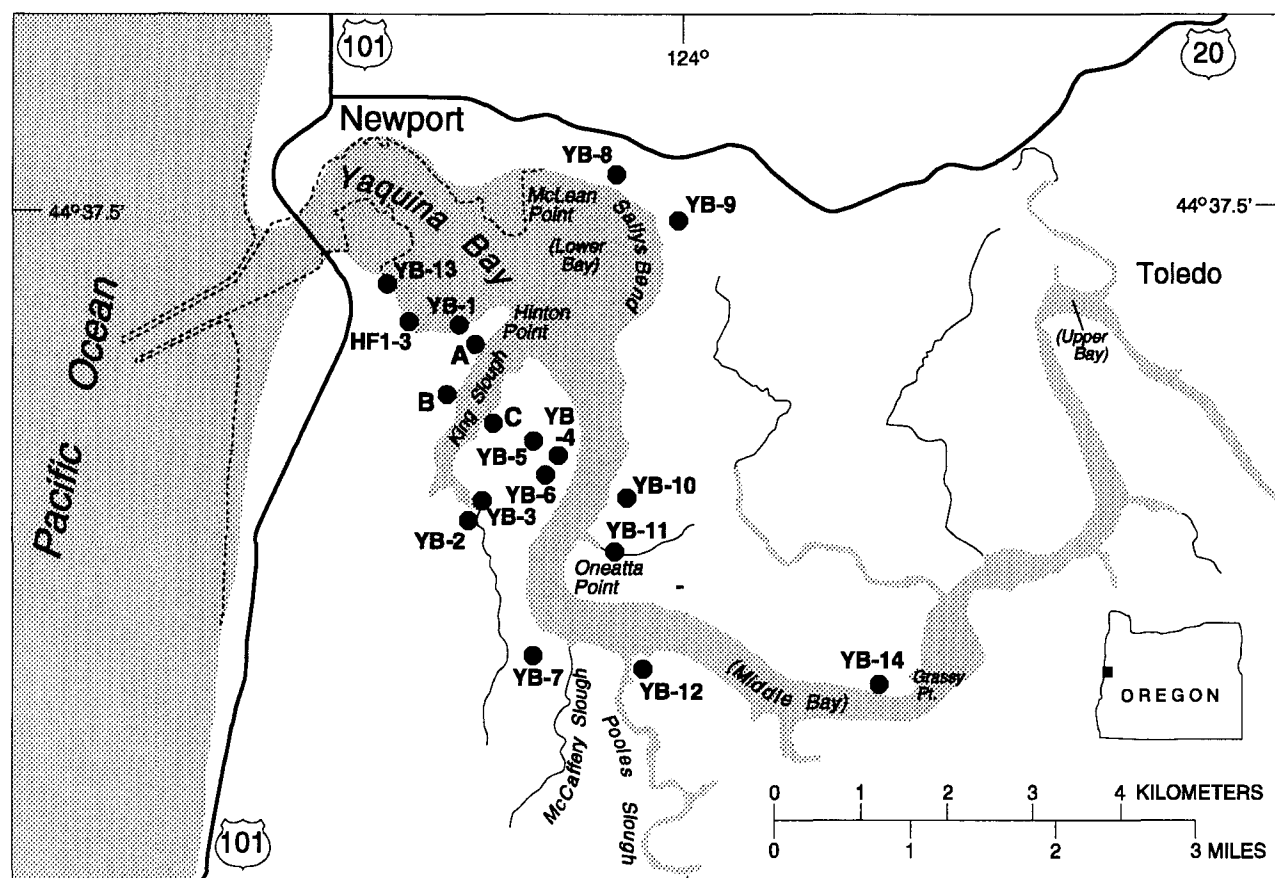 101
124°
20
Newport
YB-8
Yaquina Bay
McLean
Point
Sallys Bend
YB-9
44° 37.5'
44° 37.5'
(Lower
Bay)
Toledo
YB-13
YB-1
Hinton
Point
HF1-3
A
(Upper
Bay)
Pacific Ocean
B
King Slough
C
YB
-4
YB-5
YB-6
YB-10
YB-3
YB-2
YB-11
Oneatta
Point
YB-7
YB-12
(Middle Bay)
YB-14
Grassy
Pt.
OREGON
McCaffery Slough
Pooles Slough
0 1 2 3 4 KILOMETERS
0 1 2 3 MILES
101